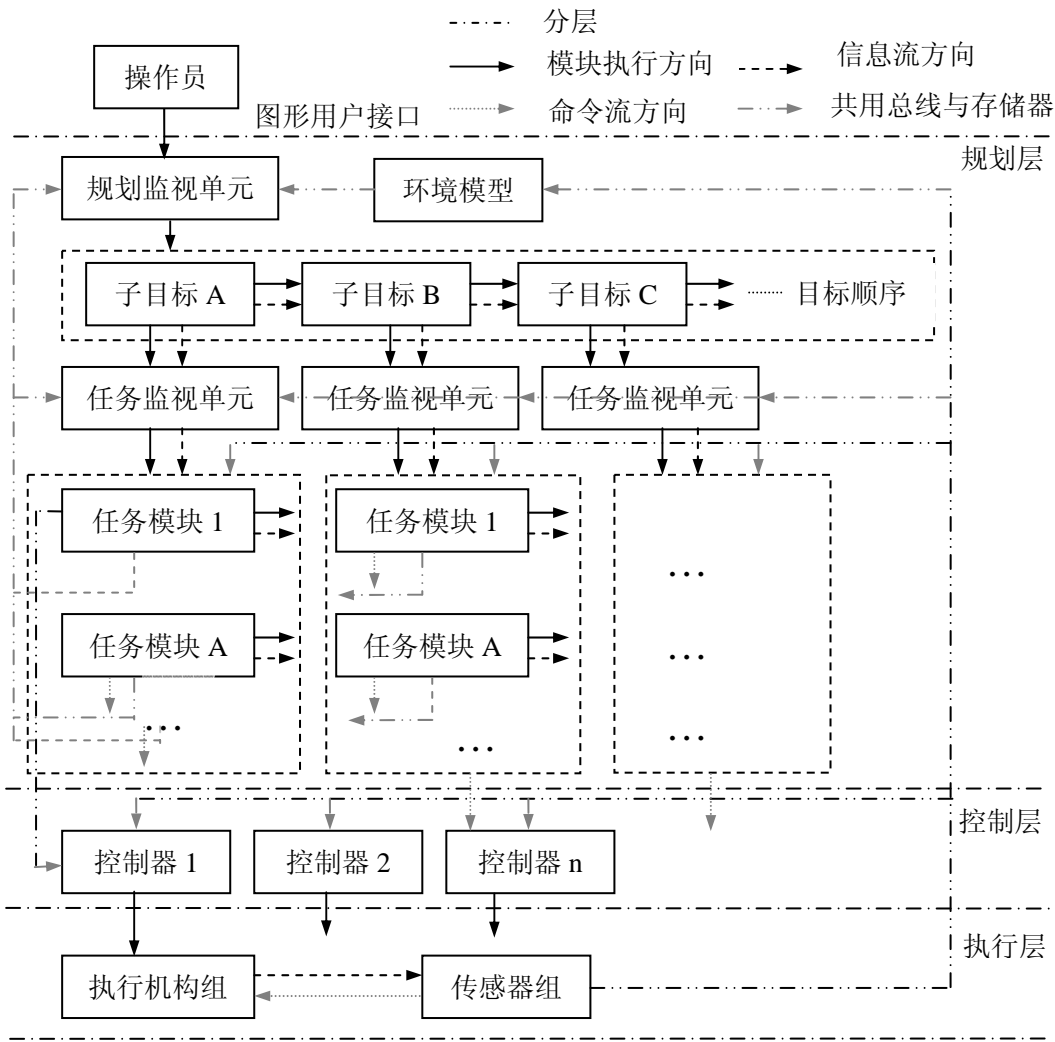 分层
操作员
模块执行方向
信息流方向
图形用户接口
命令流方向
共用总线与存储器
规划层
规划监视单元
环境模型
子目标 A
子目标 B
子目标 C
目标顺序
任务监视单元
任务监视单元
任务监视单元
任务模块 1
任务模块 1
…
任务模块 A
任务模块 A
…
…
…
…
控制层
控制器 1
控制器 2
控制器 n
执行层
执行机构组
传感器组